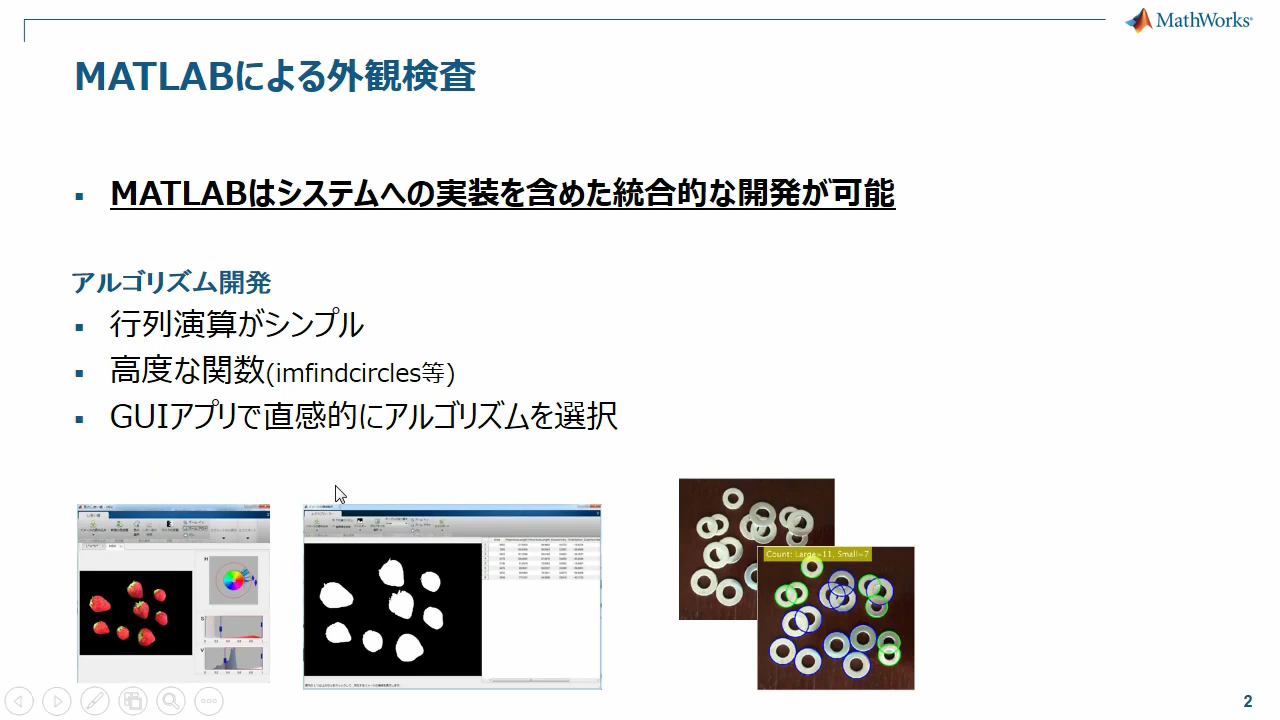 MathWorks
MATLABによる外観検査
MATLABはシステムへの実装を含めた統合的な開発が可能
アルゴリズム開発
行列演算がシンプル
高度な関数(imfindcircles等)
GUIアプリで直感的にアルゴリズムを選択
Count: Large=11, Small=7
H
S
V
2